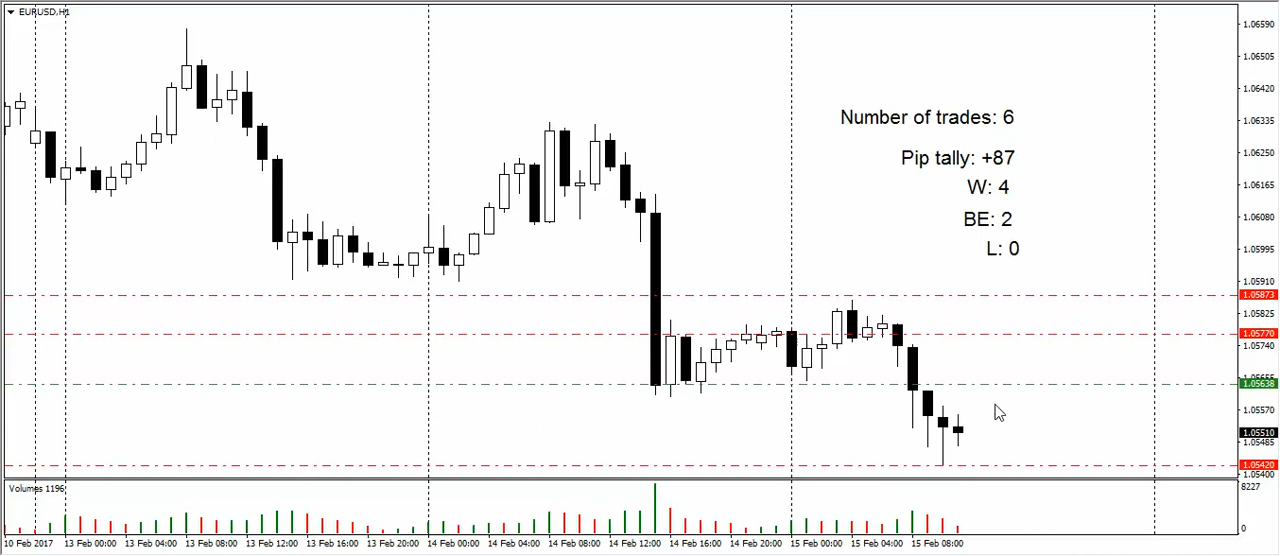 EURUSD,H1
1.06590
1.06505
1.06420
1.06335
1.06250
1.06165
1.06080
1.05995
1.05910
1.05873
1.05825
1.05770
1.05740
1.05655
1.05638
1.05570
1.05510
1.05485
1.05420
1.05400
Number of trades: 6
Pip tally: +87
W: 4
BE: 2
L: 0
Volumes 1196
8227
0
10 Feb 2017 13 Feb 00:00 13 Feb 04:00 13 Feb 08:00 13 Feb 12:00 13 Feb 16:00 13 Feb 20:00 14 Feb 00:00 14 Feb 04:00 14 Feb 08:00 14 Feb 12:00 14 Feb 16:00 14 Feb 20:00 15 Feb 00:00 15 Feb 04:00 15 Feb 08:00